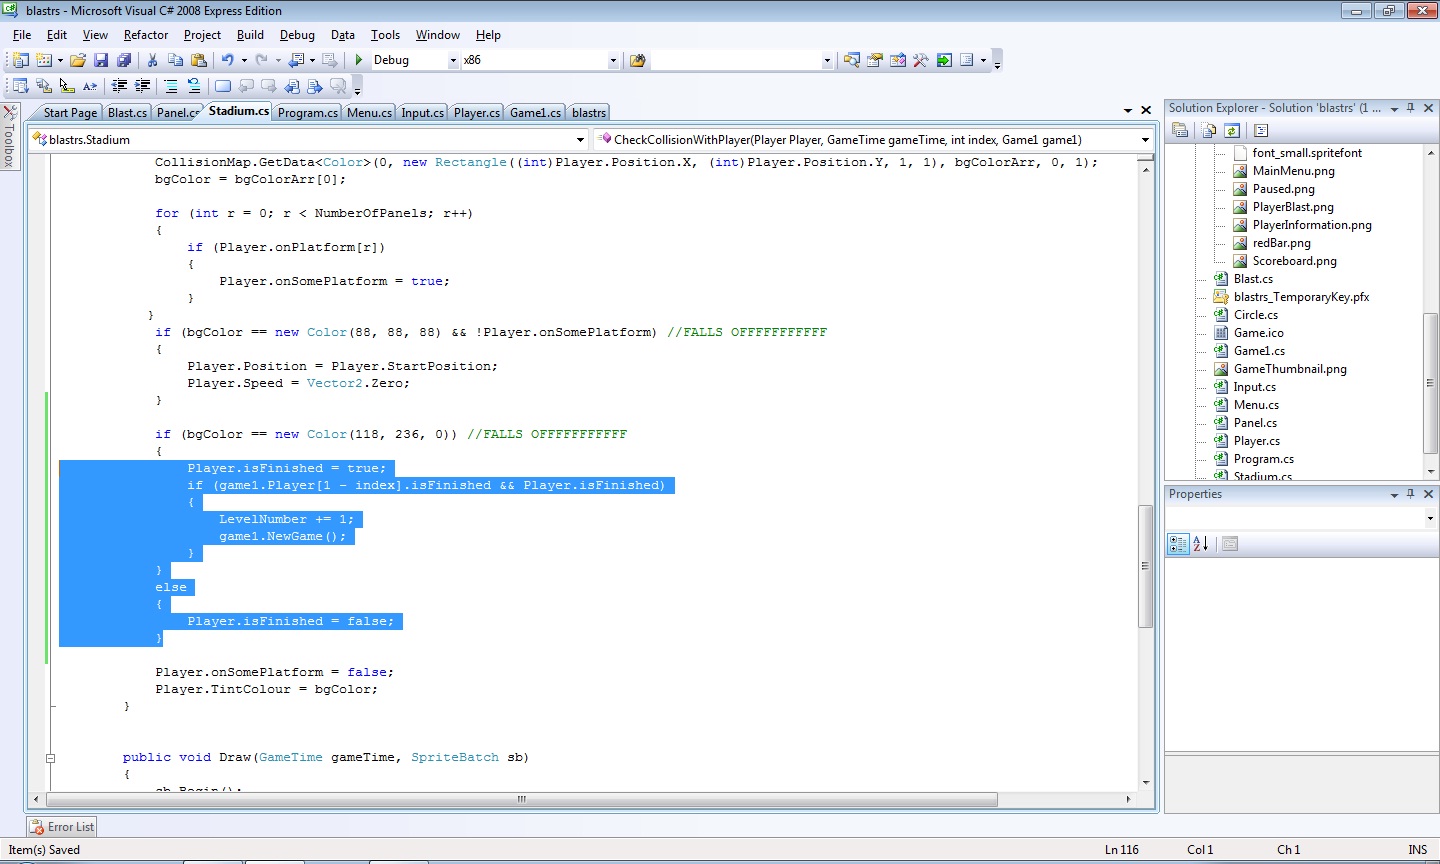 blastrs - Microsoft Visual C# 2008 Express Edition
File Edit View Refactor Project Build Debug Data Tools Window Help
Debug x86
Start Page Blast.cs Panel.cs Stadium.cs Program.cs Menu.cs Input.cs Player.cs Game1.cs blastrs
Toolbox
blastrs.Stadium CheckCollisionWithPlayer(Player Player, GameTime gameTime, int index, Game1 game1)
CollisionMap.GetData<Color>(0, new Rectangle((int)Player.Position.X, (int)Player.Position.Y, 1, 1), bgColorArr, 0, 1);
bgColor = bgColorArr[0];
for (int r = 0; r < NumberOfPanels; r++)
{
if (Player.onPlatform[r])
{
Player.onSomePlatform = true;
}
}
if (bgColor == new Color(88, 88, 88) && !Player.onSomePlatform) //FALLS OFFFFFFFFFFF
{
Player.Position = Player.StartPosition;
Player.Speed = Vector2.Zero;
}
if (bgColor == new Color(118, 236, 0)) //FALLS OFFFFFFFFFFF
{
Player.isFinished = true;
if (game1.Player[1 - index].isFinished && Player.isFinished)
{
LevelNumber += 1;
game1.NewGame();
}
}
else
{
Player.isFinished = false;
}
Player.onSomePlatform = false;
Player.TintColour = bgColor;
}
public void Draw(GameTime gameTime, SpriteBatch sb)
{
sb.Begin();
Solution Explorer - Solution 'blastrs' (1 ...
font_small.spritefont
MainMenu.png
Paused.png
PlayerBlast.png
PlayerInformation.png
redBar.png
Scoreboard.png
Blast.cs
blastrs_TemporaryKey.pfx
Circle.cs
Game.ico
Game1.cs
GameThumbnail.png
Input.cs
Menu.cs
Panel.cs
Player.cs
Program.cs
Stadium.cs
Properties
Error List
Item(s) Saved Ln 116 Col 1 Ch 1 INS